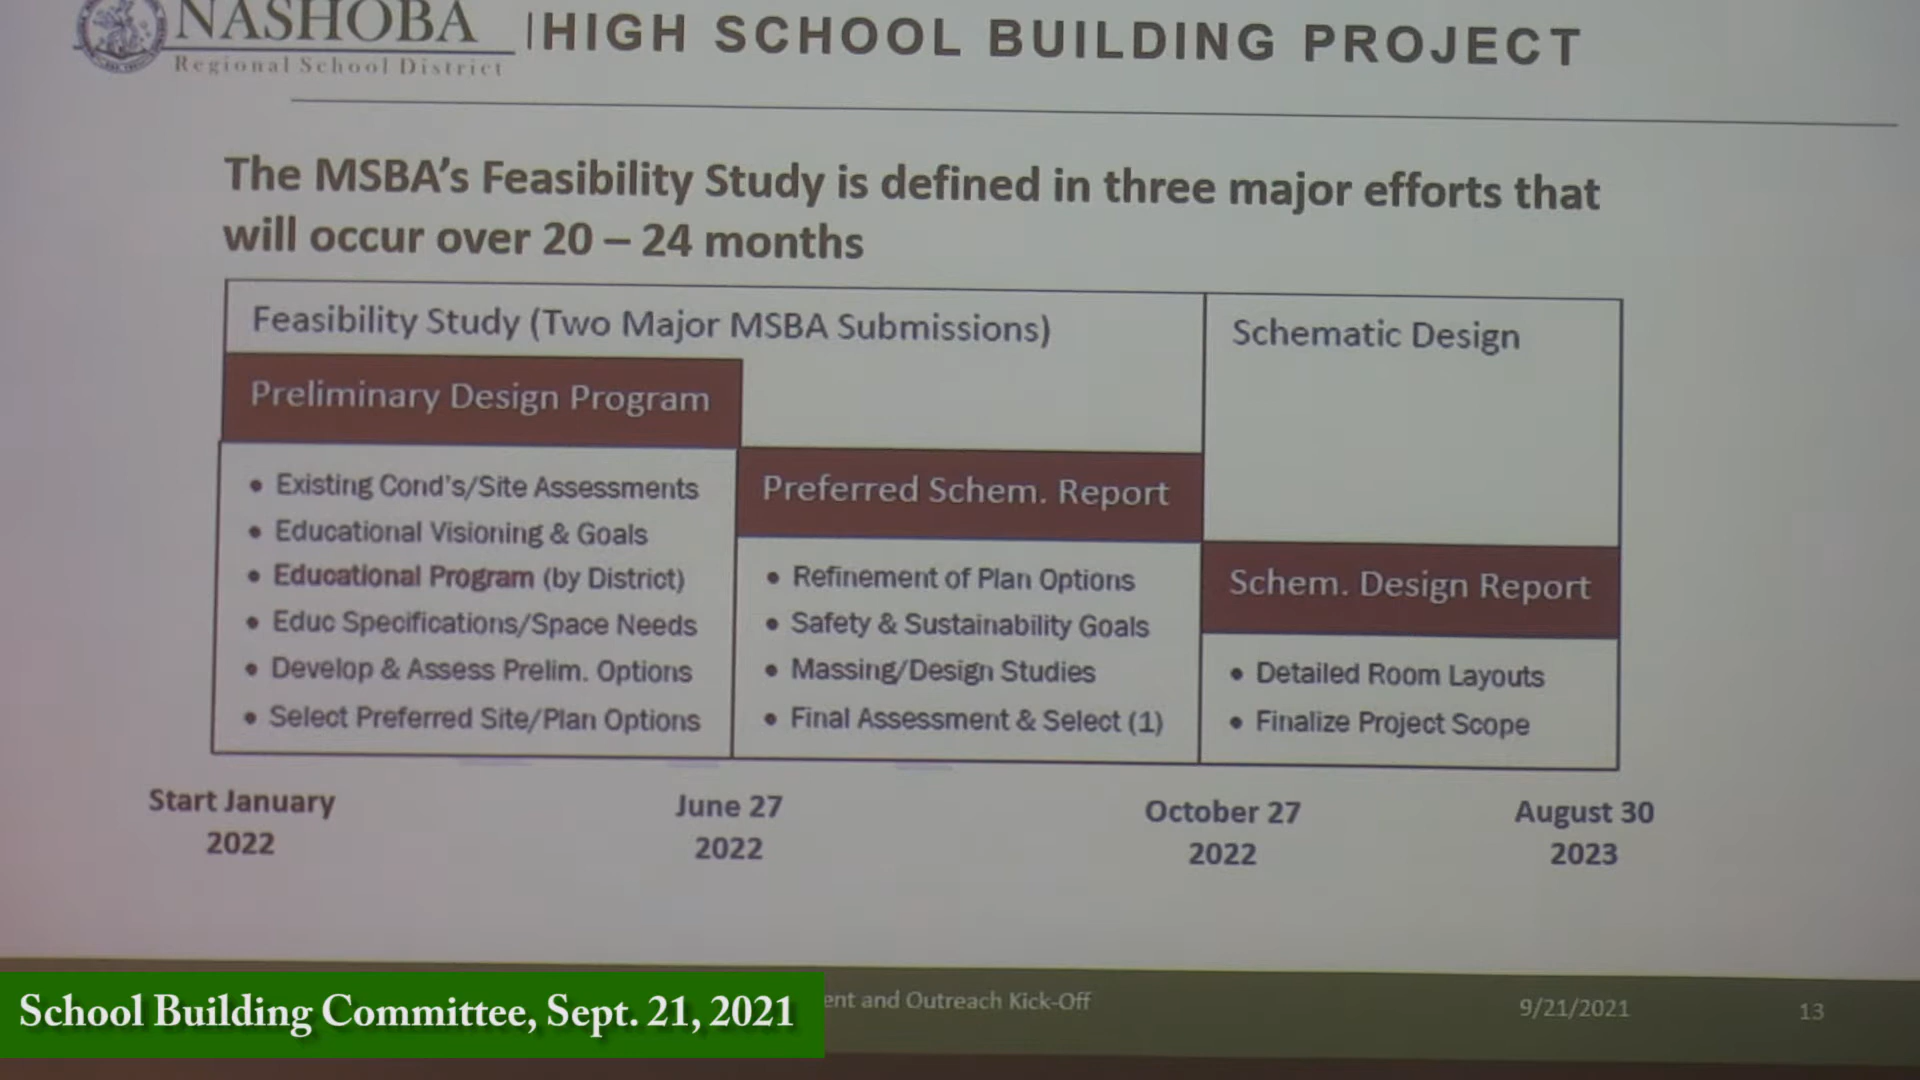 NASHOBA
Regional School District
HIGH SCHOOL BUILDING PROJECT
The MSBA's Feasibility Study is defined in three major efforts that
will occur over 20 – 24 months
Feasibility Study (Two Major MSBA Submissions)
Schematic Design
Preliminary Design Program
• Existing Cond's/Site Assessments
• Educational Visioning & Goals
• Educational Program (by District)
• Educ Specifications/Space Needs
• Develop & Assess Prelim. Options
• Select Preferred Site/Plan Options
Preferred Schem. Report
• Refinement of Plan Options
• Safety & Sustainability Goals
• Massing/Design Studies
• Final Assessment & Select (1)
Schem. Design Report
• Detailed Room Layouts
• Finalize Project Scope
Start January
2022
June 27
2022
October 27
2022
August 30
2023
School Building Committee, Sept. 21, 2021
ent and Outreach Kick-Off
9/21/2021
13